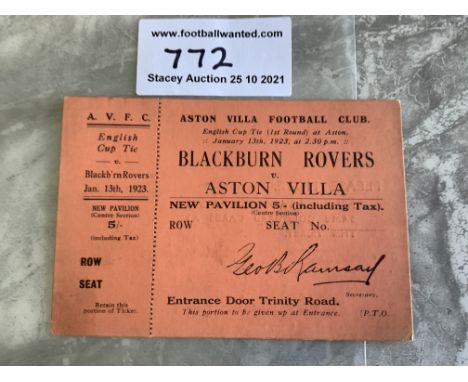 www.footballwanted.com
772
Stacey Auction 25 10 2021
A. V. F. C.
English
Cup Tie
v.
Blackb'rn Rovers
Jan. 13th, 1923.
NEW PAVILION
(Centre Section)
5/-
(including Tax)
ROW
SEAT
Retain this
portion of Ticket.
ASTON VILLA FOOTBALL CLUB.
English Cup Tie (1st Round) at Aston,
:: January 13th, 1923, at 2.30 p.m. ::
BLACKBURN ROVERS
v.
ASTON VILLA
NEW PAVILION 5/- (including Tax).
(Centre Section)
ROW SEAT No.
Geo B Ramsay
Secretary.
Entrance Door Trinity Road.
This portion to be given up at Entrance. (P.T.O.